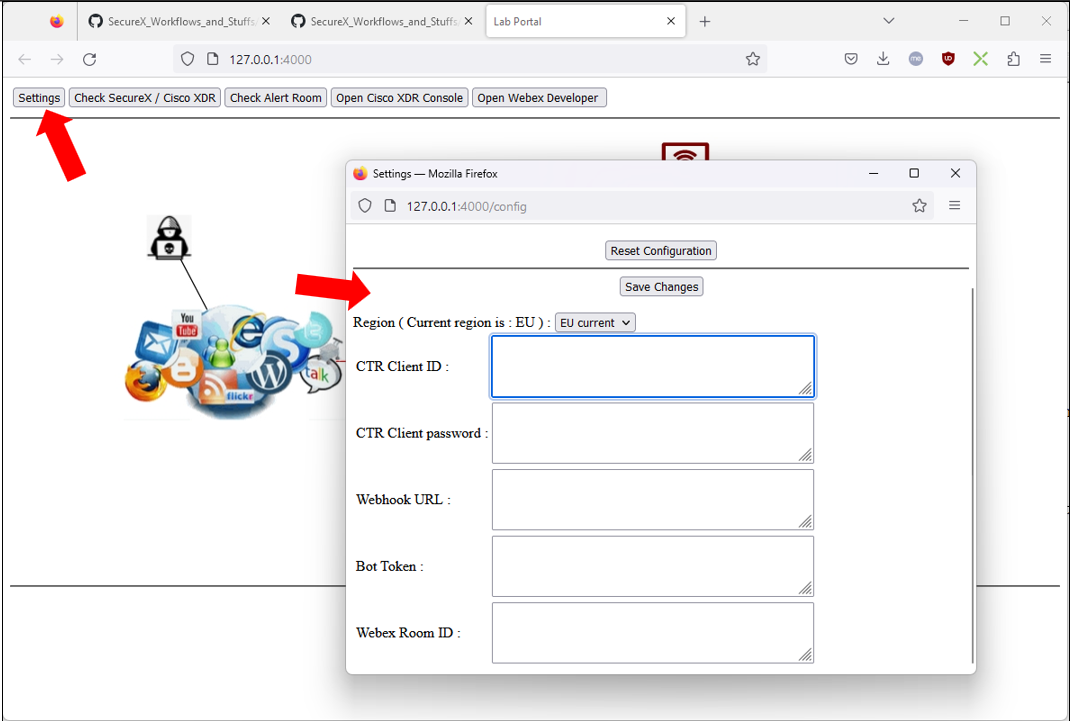 SecureX_Workflows_and_Stuffs/
SecureX_Workflows_and_Stuffs/
Lab Portal
127.0.0.1:4000
Settings
Check SecureX / Cisco XDR
Check Alert Room
Open Cisco XDR Console
Open Webex Developer
Settings — Mozilla Firefox
127.0.0.1:4000/config
Reset Configuration
Save Changes
Region ( Current region is : EU ) : EU current
CTR Client ID :
CTR Client password :
Webhook URL :
Bot Token :
Webex Room ID :
You
Tube
talk
flickr